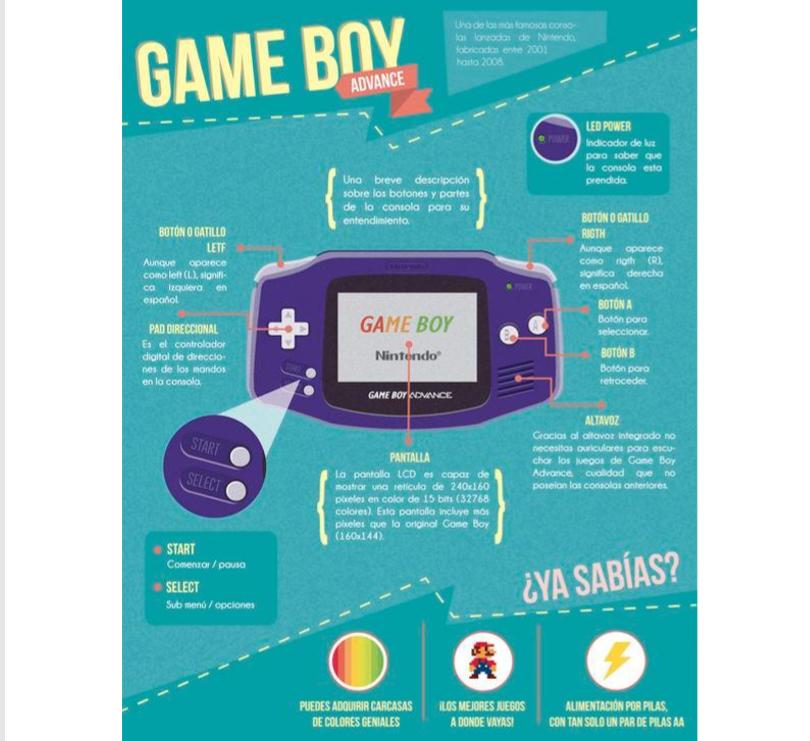 GAME BOY
ADVANCE
Una de las más famosas conso-
las lanzadas de Nintendo,
fabricadas entre 2001
hasta 2008.
LED POWER
Indicador de luz
para saber que
la consola esta
prendida.
POWER
Una breve descripción
sobre los botones y partes
de la consola para su
entendimiento.
BOTÓN O GATILLO
LETF
Aunque aparece
como left (L), signifi-
ca izquiera en
español.
BOTÓN O GATILLO
RIGTH
Aunque aparece
como rigth (R),
significa derecha
en español.
PAD DIRECCIONAL
Es el controlador
digital de direccio-
nes de los mandos
en la consola.
Nintendo
POWER
GAME BOY
Nintendo®
GAME BOY ADVANCE
START
BOTÓN A
Botón para
seleccionar.
BOTÓN B
Botón para
retroceder.
ALTAVOZ
Gracias al altavoz integrado no
necesitas auriculares para escu-
char los juegos de Game Boy
Advance, cualidad que no
poseían las consolas anteriores.
START
SELECT
PANTALLA
La pantalla LCD es capaz de
mostrar una retícula de 240x160
píxeles en color de 15 bits (32768
colores). Esta pantalla incluye más
píxeles que la original Game Boy
(160x144).
START
Comenzar / pausa
SELECT
Sub menú / opciones
¿YA SABÍAS?
PUEDES ADQUIRIR CARCASAS
DE COLORES GENIALES
¡LOS MEJORES JUEGOS
A DONDE VAYAS!
ALIMENTACIÓN POR PILAS,
CON TAN SOLO UN PAR DE PILAS AA